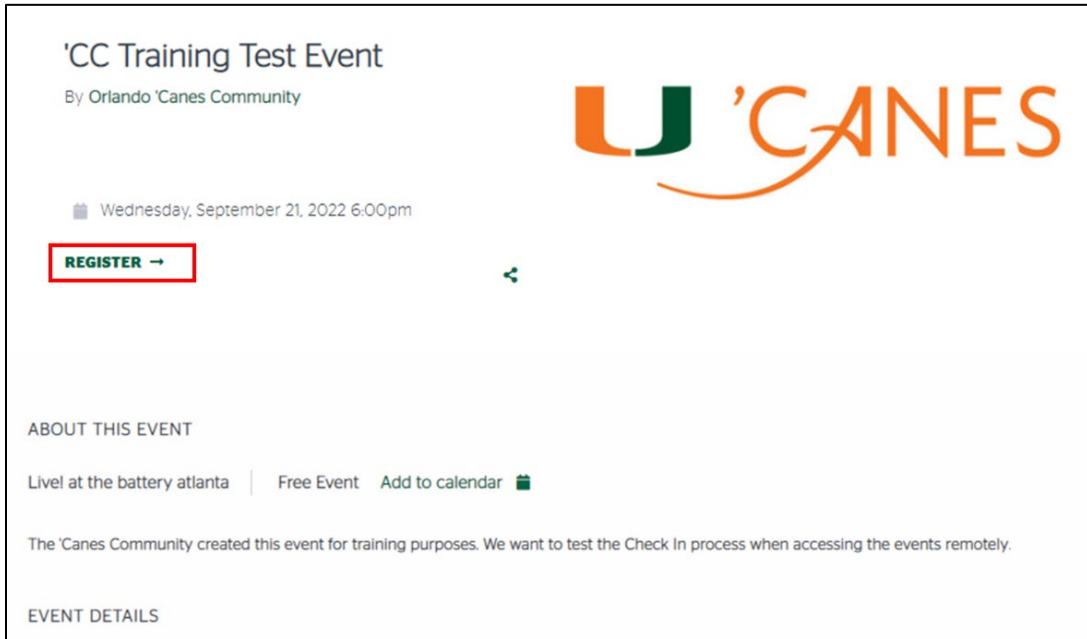 'CC Training Test Event
By Orlando 'Canes Community
U 'CANES
Wednesday, September 21, 2022 6:00pm
REGISTER →
ABOUT THIS EVENT
Live! at the battery atlanta | Free Event Add to calendar
The 'Canes Community created this event for training purposes. We want to test the Check In process when accessing the events remotely.
EVENT DETAILS